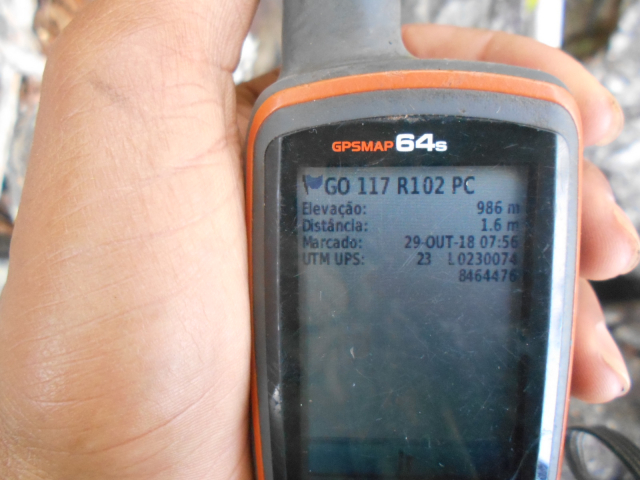 GPSMAP 64s
GO 117 R102 PC
Elevação: 986 m
Distância: 1.6 m
Marcado: 29-OUT-18 07:56
UTM UPS: 23 L0230074
8464476